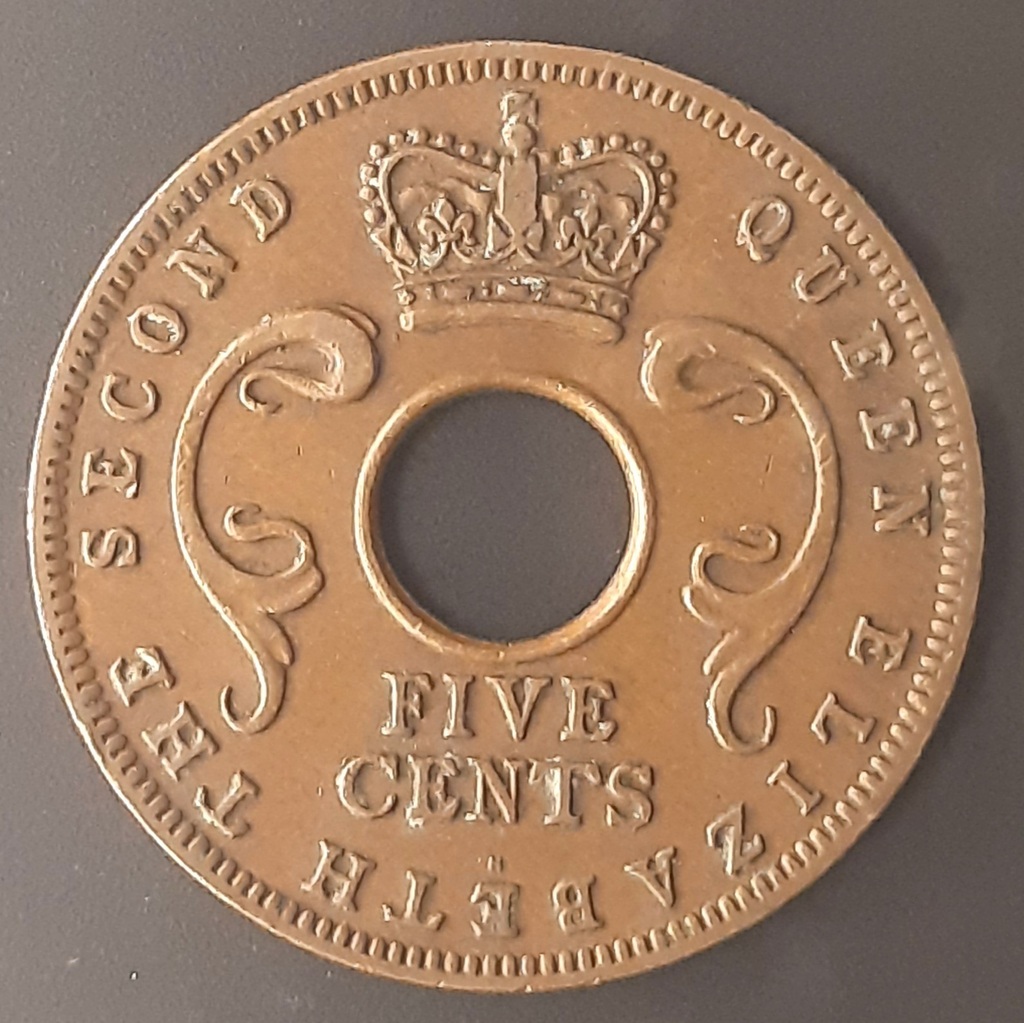 QUEEN ELIZABETH THE SECOND
FIVE
CENTS